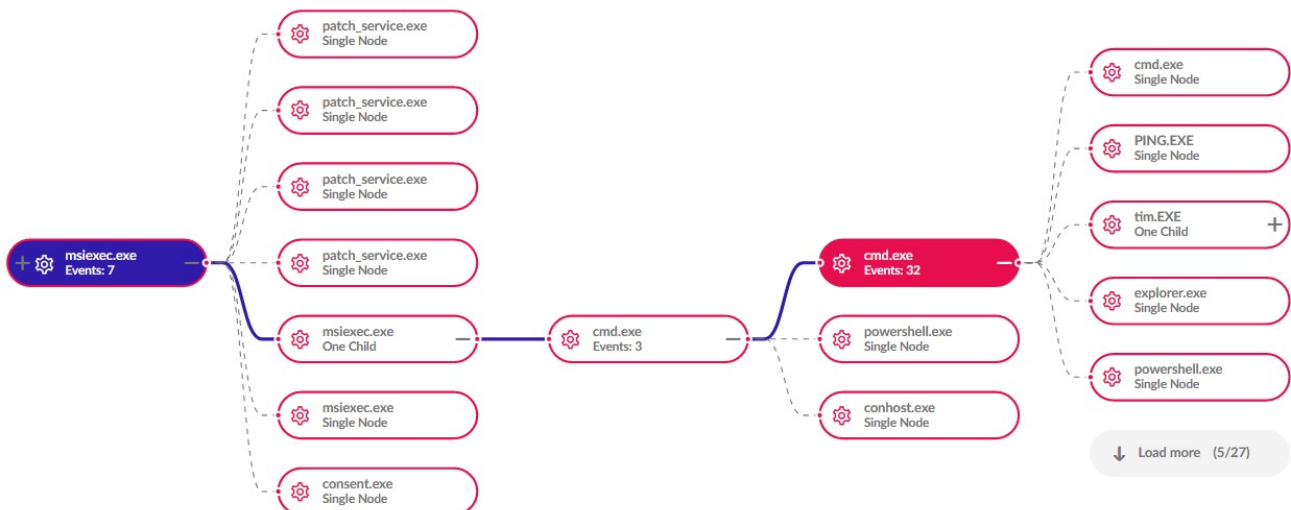 patch_service.exe
Single Node
patch_service.exe
Single Node
patch_service.exe
Single Node
patch_service.exe
Single Node
msiexec.exe
Events: 7
msiexec.exe
One Child
msiexec.exe
Single Node
consent.exe
Single Node
cmd.exe
Events: 3
cmd.exe
Events: 32
powershell.exe
Single Node
conhost.exe
Single Node
cmd.exe
Single Node
PING.EXE
Single Node
tim.EXE
One Child
explorer.exe
Single Node
powershell.exe
Single Node
Load more (5/27)